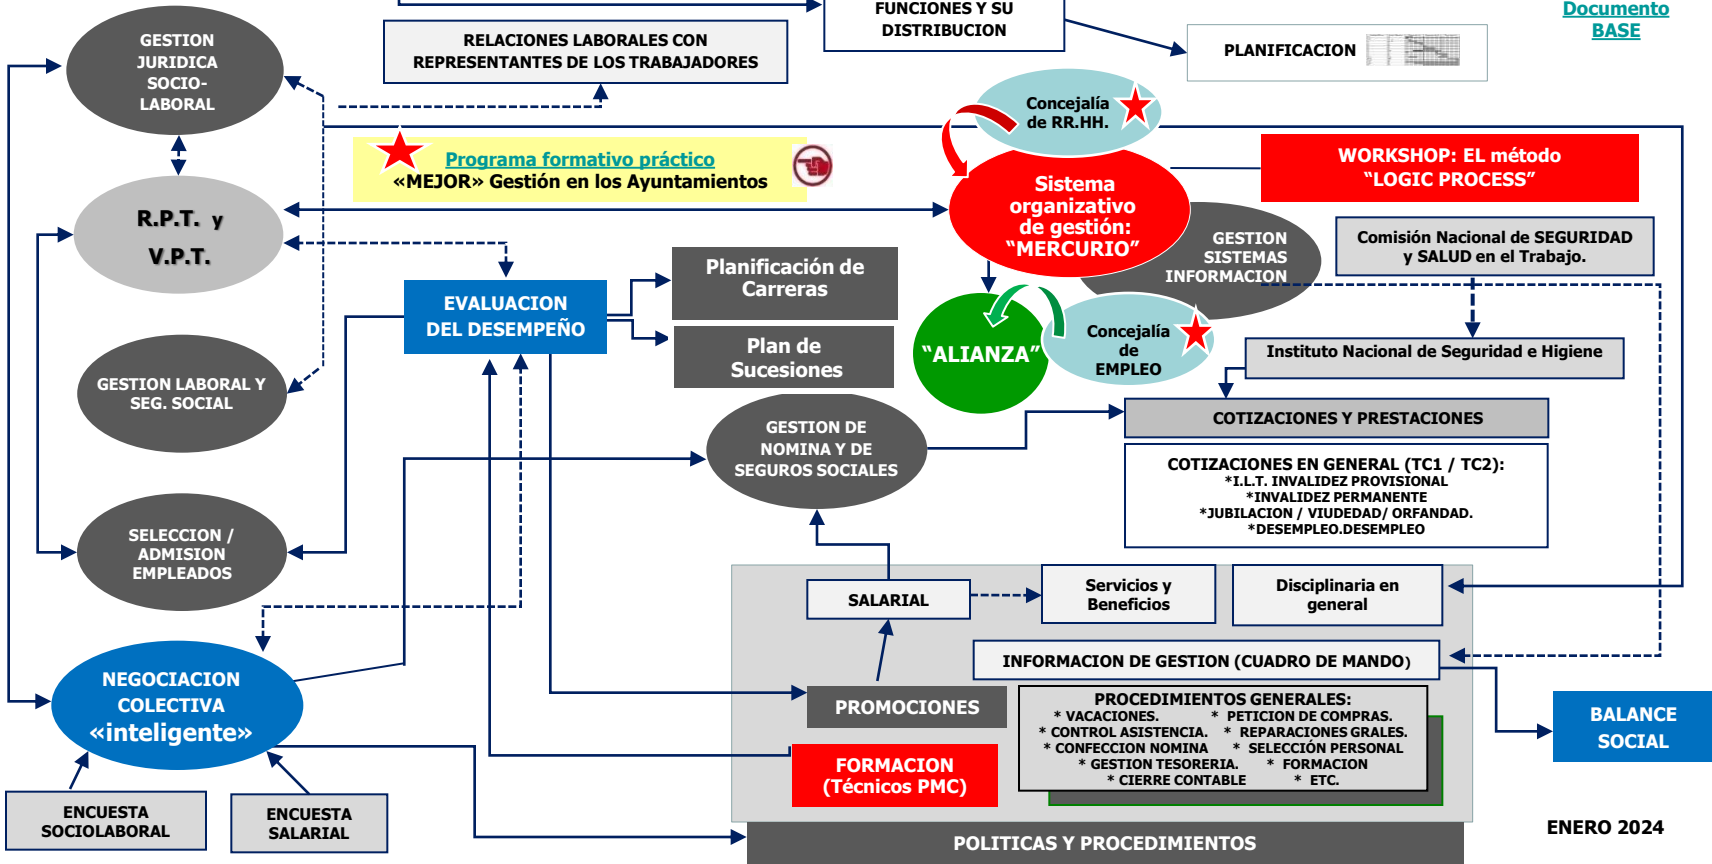 FUNCIONES Y SU
DISTRIBUCION
Documento
BASE
GESTION
JURIDICA
SOCIO-
LABORAL
RELACIONES LABORALES CON
REPRESENTANTES DE LOS TRABAJADORES
PLANIFICACION
Concejalía
de RR.HH.
Programa formativo práctico
«MEJOR» Gestión en los Ayuntamientos
WORKSHOP: EL método
“LOGIC PROCESS”
Sistema
organizativo
de gestión:
“MERCURIO”
R.P.T. y
V.P.T.
GESTION
SISTEMAS
INFORMACION
Comisión Nacional de SEGURIDAD
y SALUD en el Trabajo.
Planificación de
Carreras
EVALUACION
DEL DESEMPEÑO
Plan de
Sucesiones
“ALIANZA”
Concejalía
de
EMPLEO
Instituto Nacional de Seguridad e Higiene
GESTION LABORAL Y
SEG. SOCIAL
COTIZACIONES Y PRESTACIONES
GESTION DE
NOMINA Y DE
SEGUROS SOCIALES
COTIZACIONES EN GENERAL (TC1 / TC2):
*I.L.T. INVALIDEZ PROVISIONAL
*INVALIDEZ PERMANENTE
*JUBILACION / VIUDEDAD/ ORFANDAD.
*DESEMPLEO.DESEMPLEO
SELECCION /
ADMISION
EMPLEADOS
SALARIAL
Servicios y
Beneficios
Disciplinaria en
general
INFORMACION DE GESTION (CUADRO DE MANDO)
NEGOCIACION
COLECTIVA
«inteligente»
PROMOCIONES
PROCEDIMIENTOS GENERALES:
* VACACIONES. * PETICION DE COMPRAS.
* CONTROL ASISTENCIA. * REPARACIONES GRALES.
* CONFECCION NOMINA * SELECCIÓN PERSONAL
* GESTION TESORERIA. * FORMACION
* CIERRE CONTABLE * ETC.
BALANCE
SOCIAL
FORMACION
(Técnicos PMC)
ENCUESTA
SOCIOLABORAL
ENCUESTA
SALARIAL
POLITICAS Y PROCEDIMIENTOS
ENERO 2024